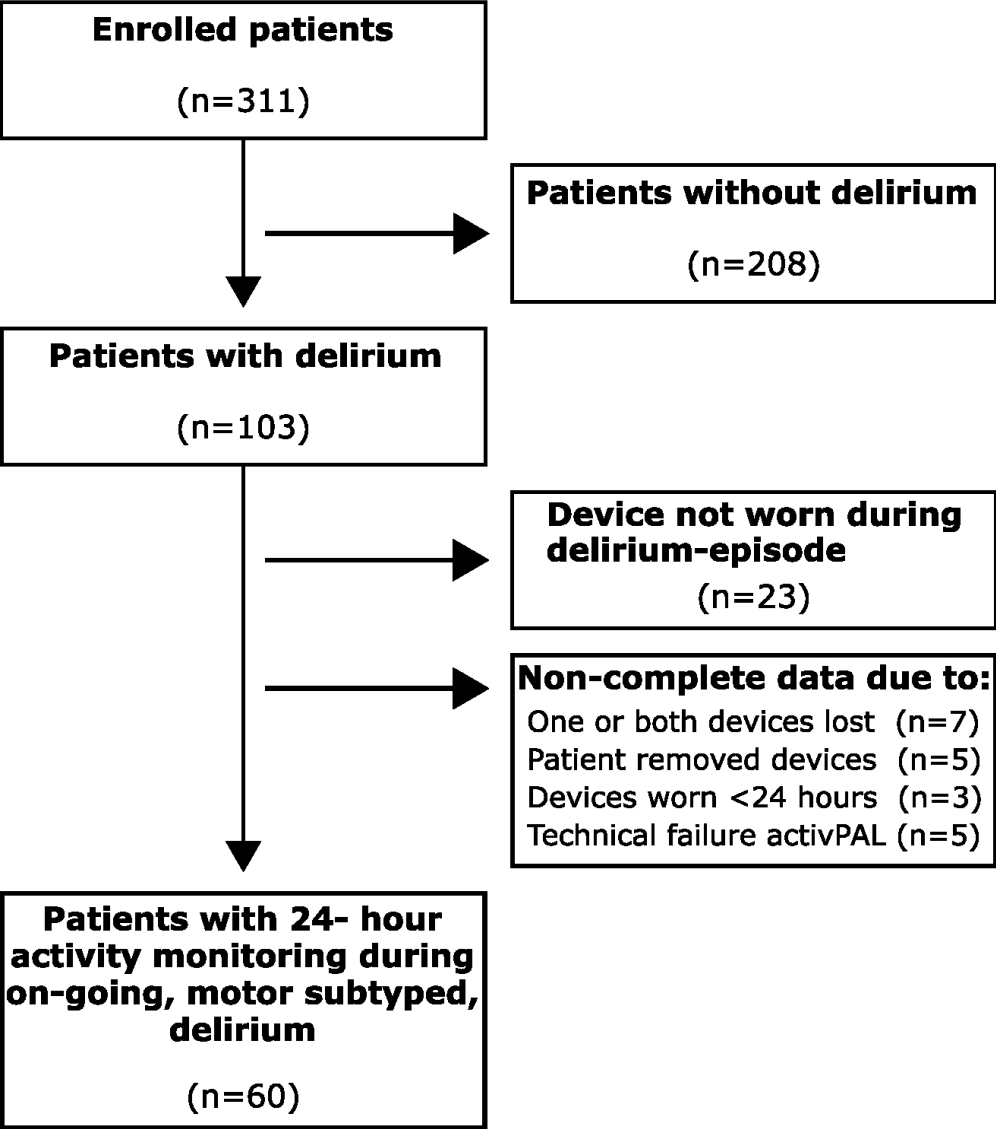 Enrolled patients
(n=311)
Patients without delirium
(n=208)
Patients with delirium
(n=103)
Device not worn during
delirium-episode
(n=23)
Non-complete data due to:
One or both devices lost (n=7)
Patient removed devices (n=5)
Devices worn <24 hours (n=3)
Technical failure activPAL (n=5)
Patients with 24- hour
activity monitoring during
on-going, motor subtyped,
delirium
(n=60)